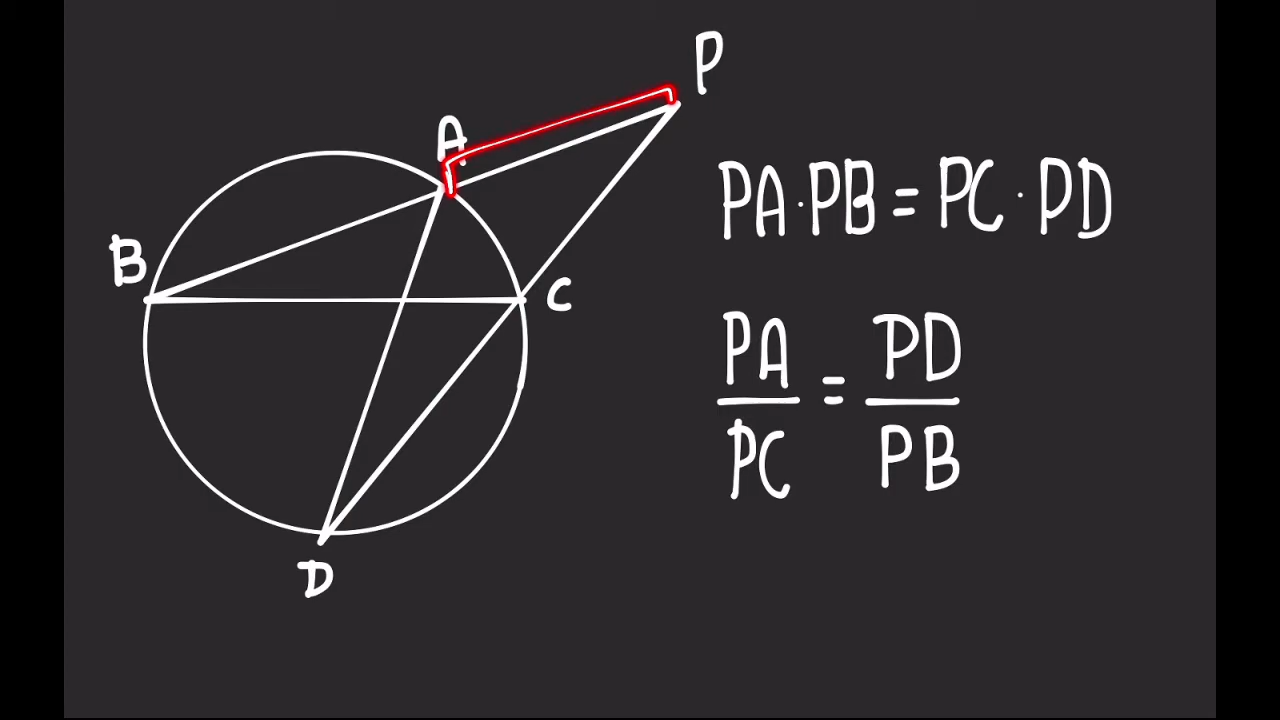 P
A
B
C
D
PA·PB = PC·PD
PA/PC = PD/PB